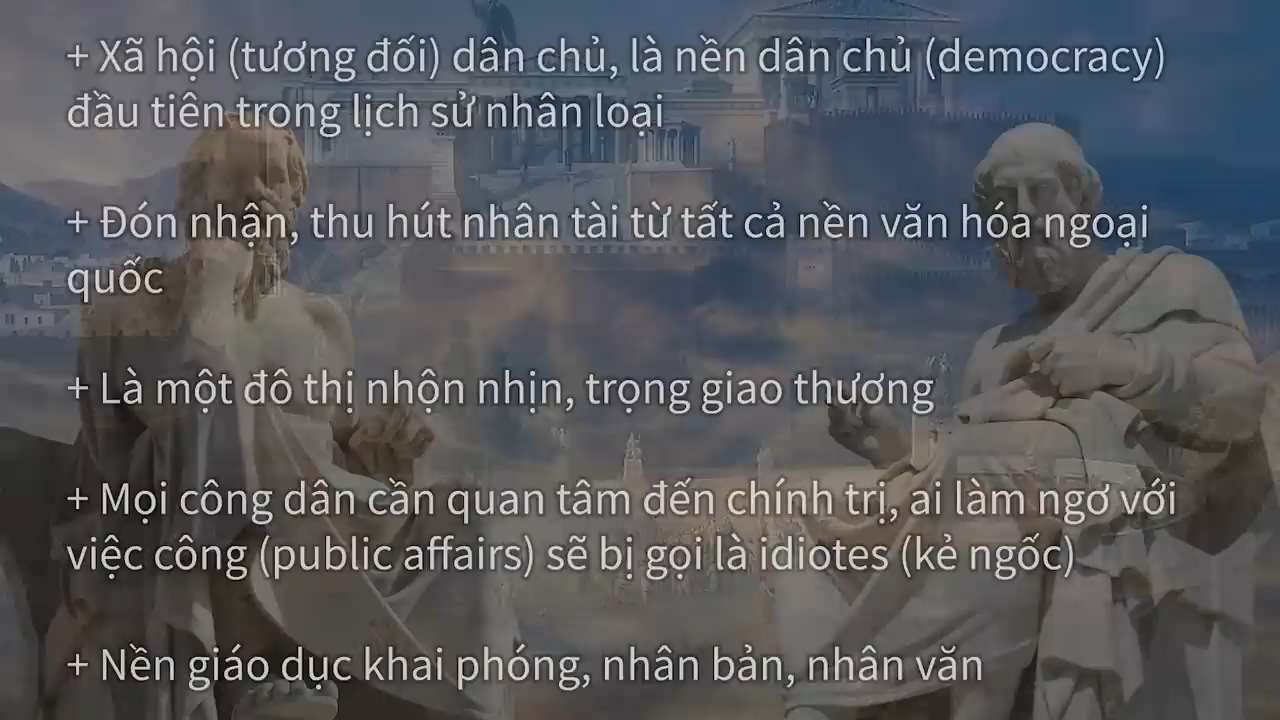 + Xã hội (tương đối) dân chủ, là nền dân chủ (democracy)
đầu tiên trong lịch sử nhân loại
+ Đón nhận, thu hút nhân tài từ tất cả nền văn hóa ngoại
quốc
+ Là một đô thị nhộn nhịn, trọng giao thương
+ Mọi công dân cần quan tâm đến chính trị, ai làm ngơ với
việc công (public affairs) sẽ bị gọi là idiotes (kẻ ngốc)
+ Nền giáo dục khai phóng, nhân bản, nhân văn